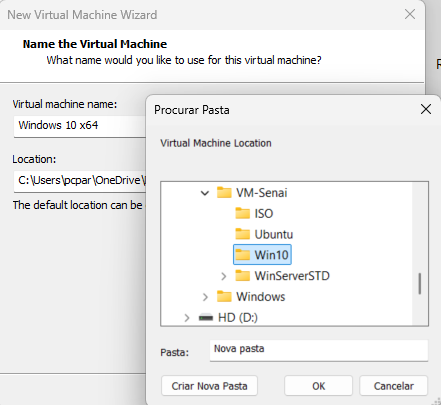 New Virtual Machine Wizard
Name the Virtual Machine
What name would you like to use for this virtual machine?
Virtual machine name:
Windows 10 x64
Location:
C:\Users\pcpar\OneDrive\
The default location can be
Procurar Pasta
Virtual Machine Location
VM-Senai
ISO
Ubuntu
Win10
WinServerSTD
Windows
HD (D:)
Pasta:
Nova pasta
Criar Nova Pasta
OK
Cancelar